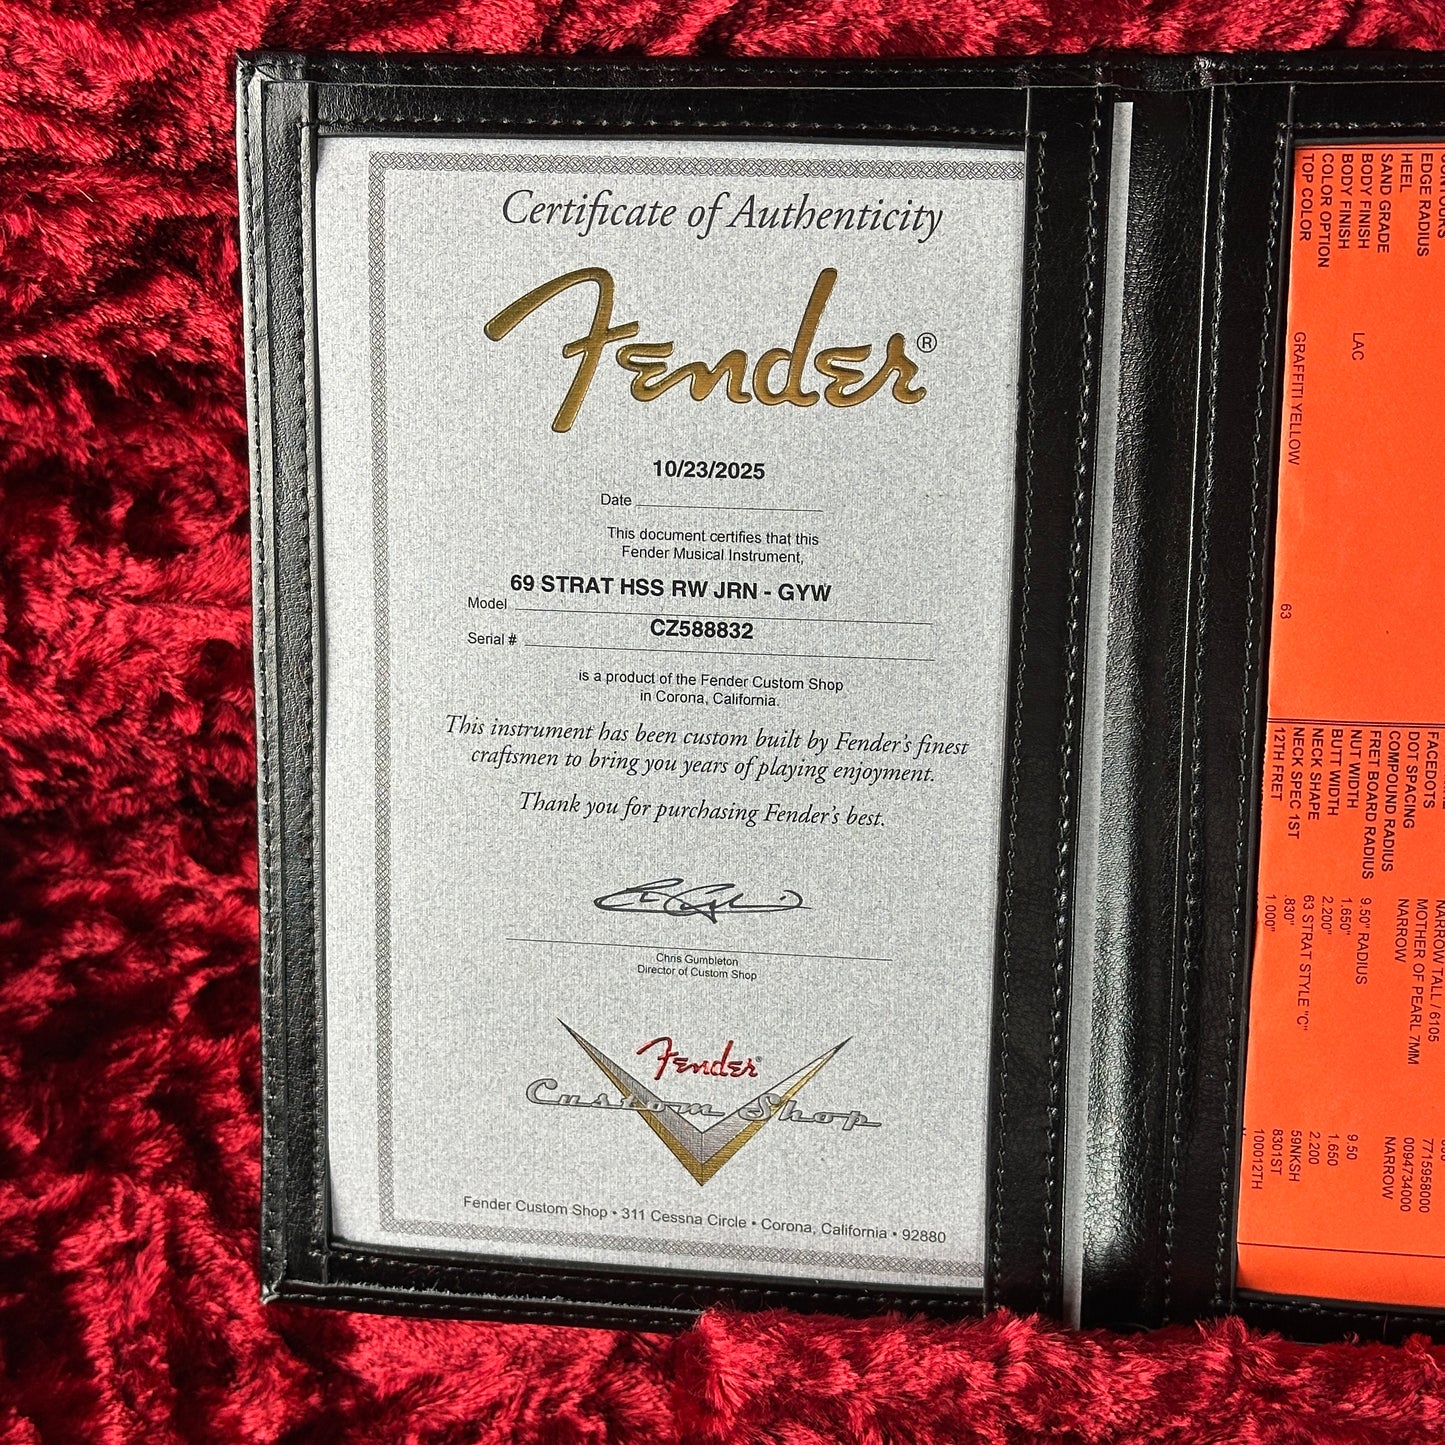 Certificate of Authenticity
Fender®
10/23/2025
Date
This document certifies that this
Fender Musical Instrument,
69 STRAT HSS RW JRN - GYW
Model
CZ588832
Serial #
is a product of the Fender Custom Shop
in Corona, California.
This instrument has been custom built by Fender's finest
craftsmen to bring you years of playing enjoyment.
Thank you for purchasing Fender's best.
Chris Gumbleton
Director of Custom Shop
Fender®
Custom Shop
Fender Custom Shop • 311 Cessna Circle • Corona, California • 92880
EDGE RADIUS
HEEL
SAND GRADE
BODY FINISH
BODY FINISH LAC
COLOR OPTION
TOP COLOR GRAFFITI YELLOW 63
NARROW TALL / 6105
FACEDOTS MOTHER OF PEARL 7MM 7715958000
DOT SPACING NARROW 0094734000
COMPOUND RADIUS NARROW
FRET BOARD RADIUS 9.50" RADIUS 9.50
NUT WIDTH 1.650" 1.650
BUTT WIDTH 2.200" 2.200
NECK SHAPE 63 STRAT STYLE "C" 59NKSH
NECK SPEC 1ST .830" 8301ST
12TH FRET 1.000" 100012TH